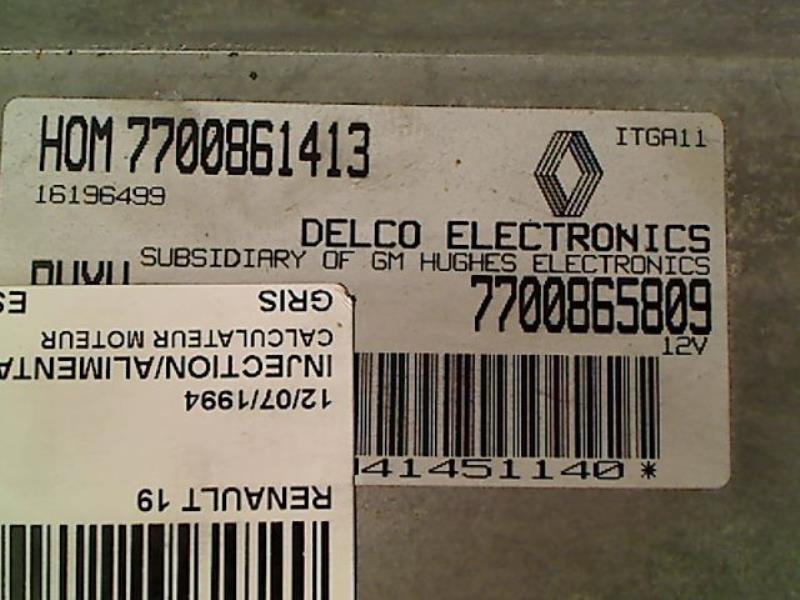 HOM 7700861413
ITGA11
16196499
DELCO ELECTRONICS
SUBSIDIARY OF GM HUGHES ELECTRONICS
7700865809
12V
41451140*
RENAULT 19
12/07/1994
INJECTION/ALIMENTA
CALCULATEUR MOTEUR
GRIS ES